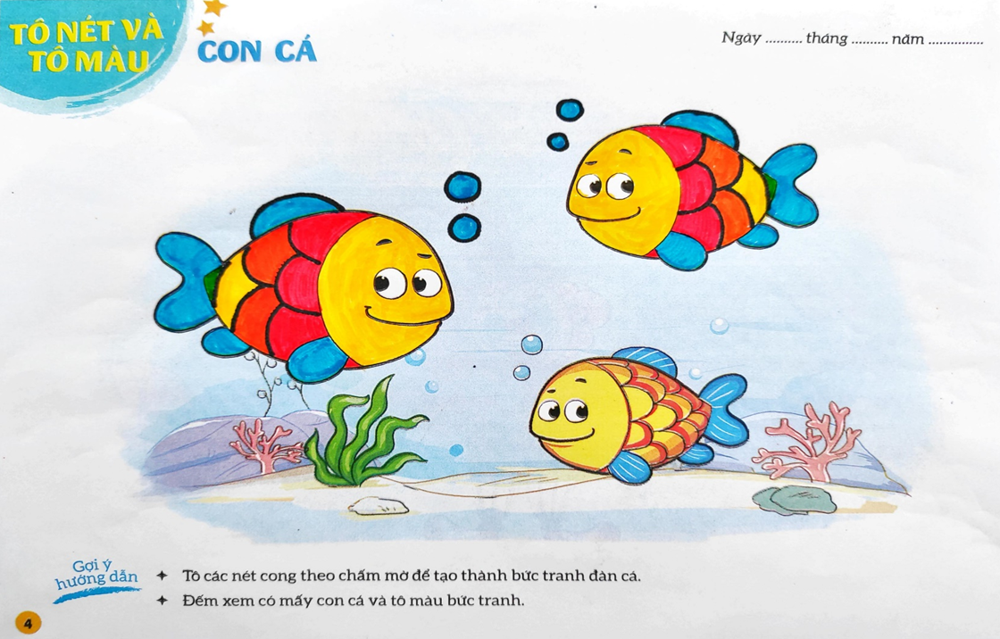 TÔ NÉT VÀ
TÔ MÀU
CON CÁ
Ngày .......... tháng .......... năm ...............
Gợi ý
hướng dẫn
Tô các nét cong theo chấm mờ để tạo thành bức tranh đàn cá.
Đếm xem có mấy con cá và tô màu bức tranh.
4